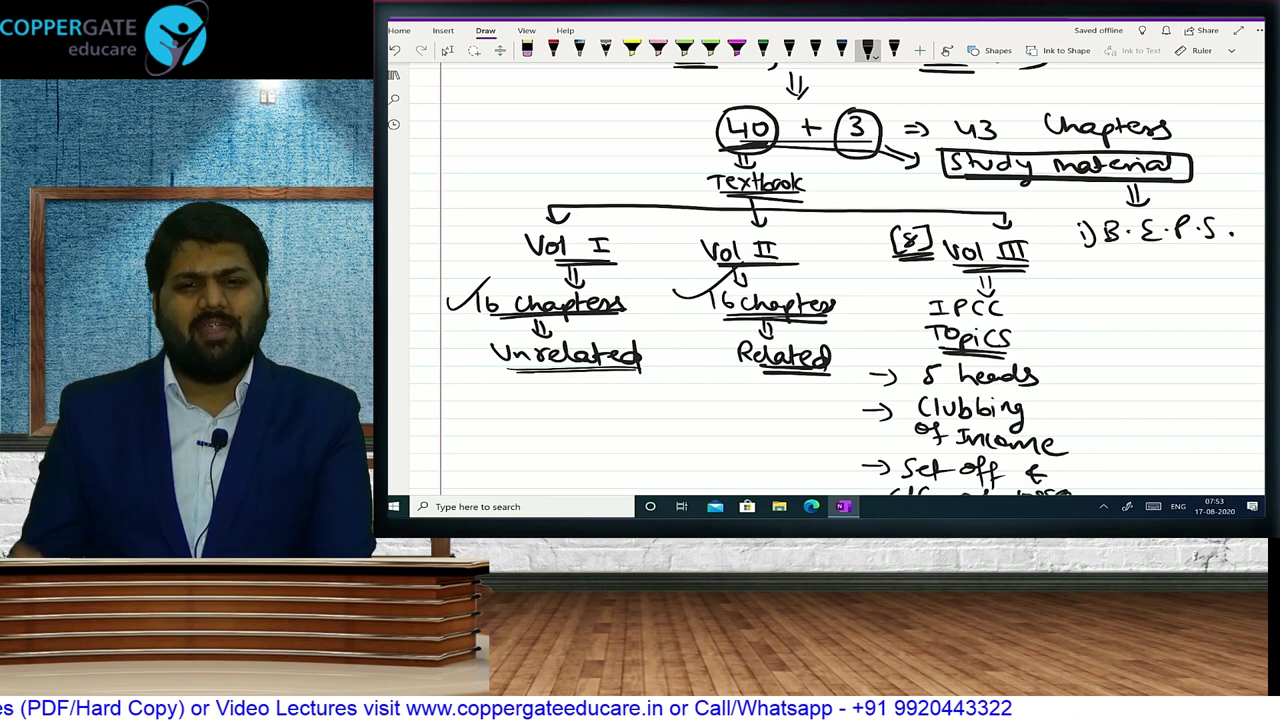 COPPERGATE
educare
Home Insert Draw View Help
Saved offline
Share
Shapes
Ink to Shape
Ink to Text
Ruler
40 + 3 ⇒ 43 Chapters
Study material
Textbook
i) B.E.P.S.
Vol I
Vol II
[8] Vol III
16 chapters
16 chapters
IPCC
Topics
Unrelated
Related
→ 5 heads
→ Clubbing
of Income
→ Set off &
Type here to search
ENG
07:53
17-08-2020
es (PDF/Hard Copy) or Video Lectures visit www.coppergateeducare.in or Call/Whatsapp - +91 9920443322